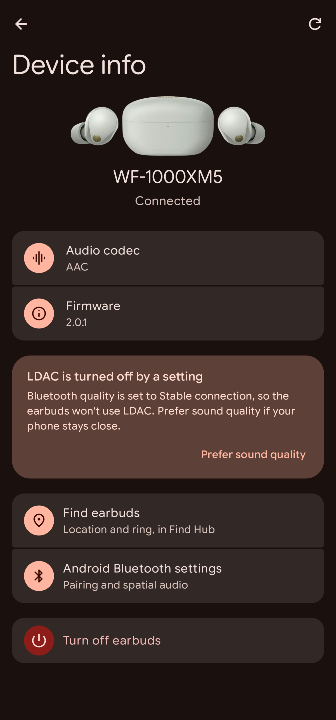 Device info
WF-1000XM5
Connected
Audio codec
AAC
Firmware
2.0.1
LDAC is turned off by a setting
Bluetooth quality is set to Stable connection, so the
earbuds won't use LDAC. Prefer sound quality if your
phone stays close.
Prefer sound quality
Find earbuds
Location and ring, in Find Hub
Android Bluetooth settings
Pairing and spatial audio
Turn off earbuds